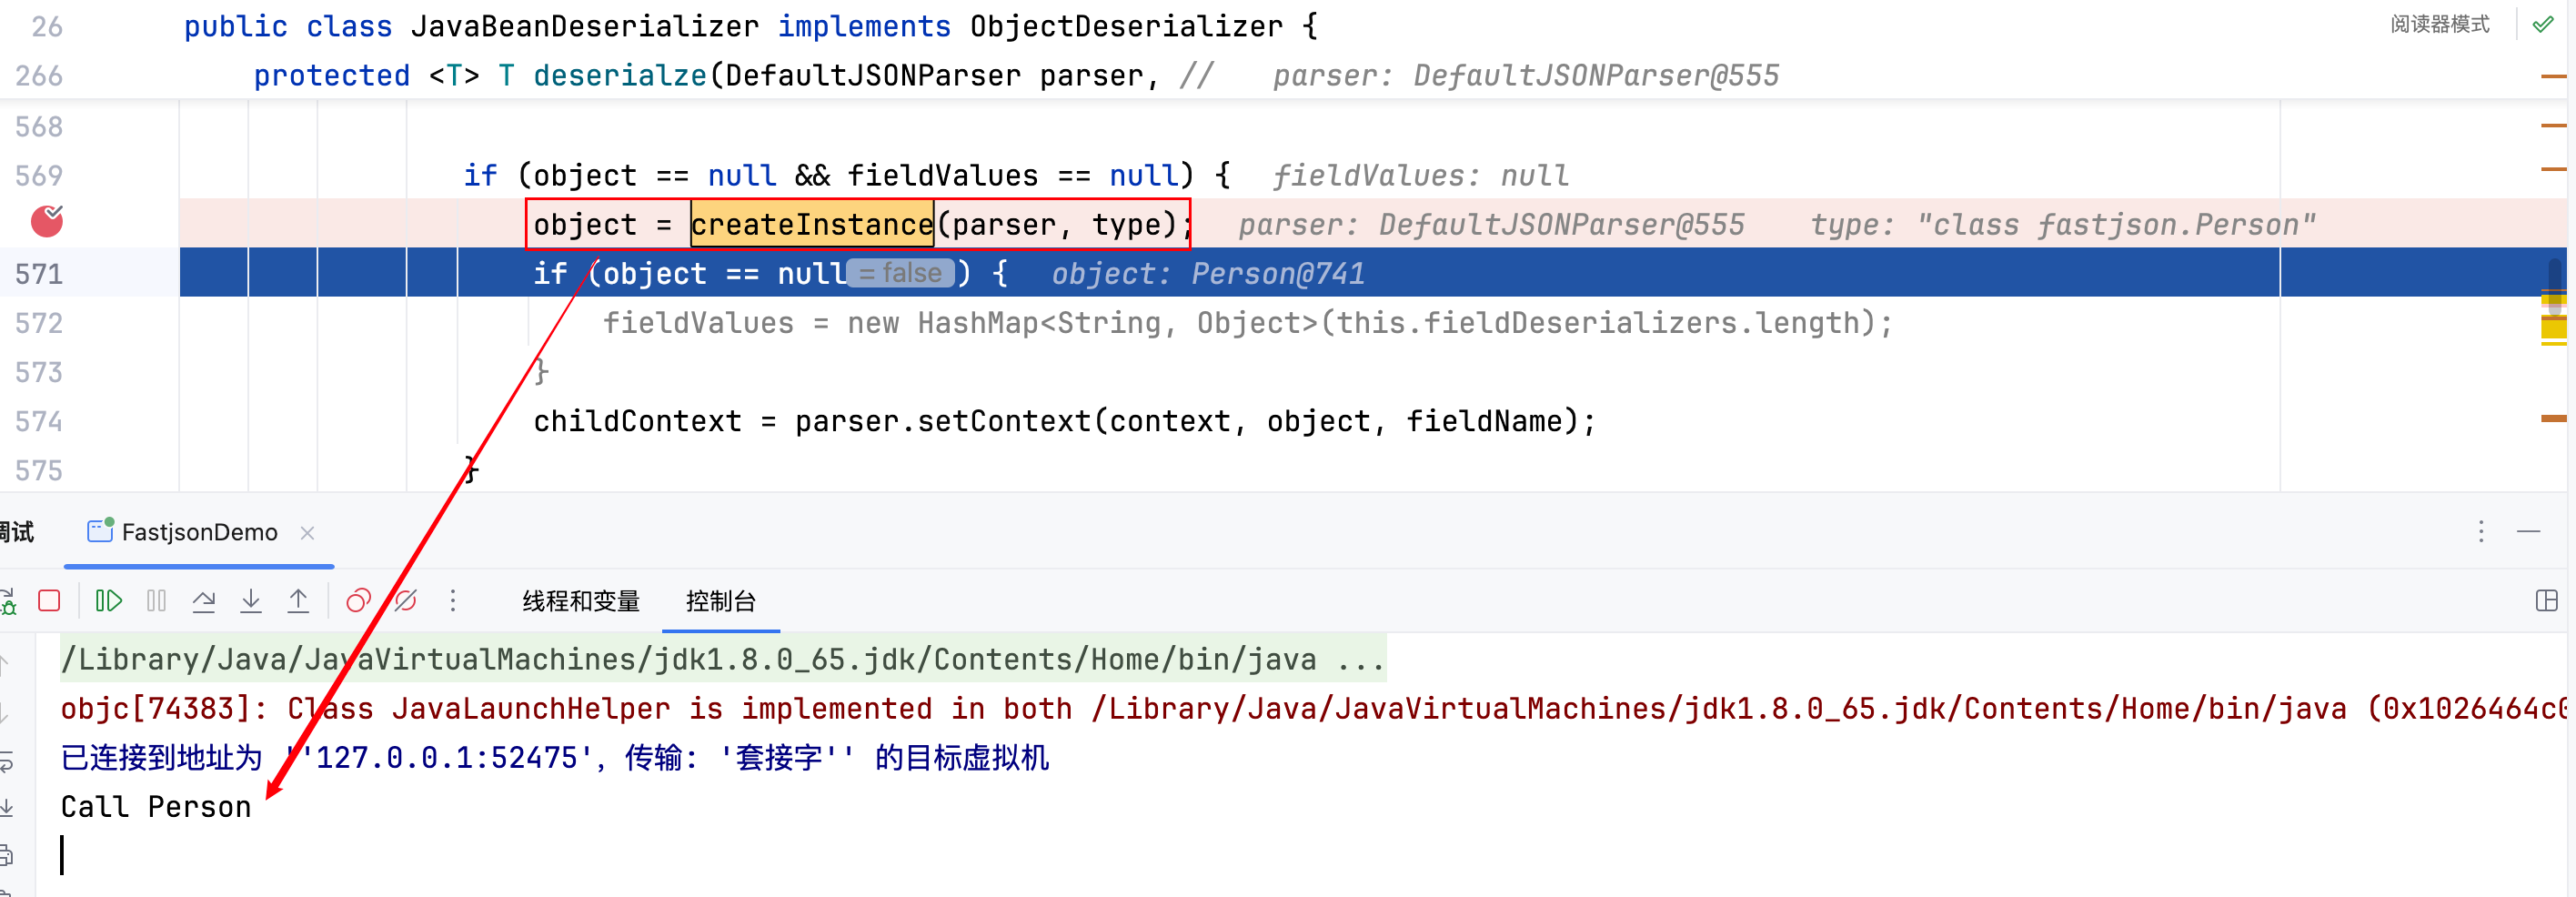 26 public class JavaBeanDeserializer implements ObjectDeserializer { 阅读器模式
266 protected <T> T deserialze(DefaultJSONParser parser, // parser: DefaultJSONParser@555
568
569 if (object == null && fieldValues == null) { fieldValues: null
object = createInstance(parser, type); parser: DefaultJSONParser@555 type: "class fastjson.Person"
571 if (object == null = false ) { object: Person@741
572 fieldValues = new HashMap<String, Object>(this.fieldDeserializers.length);
573 }
574 childContext = parser.setContext(context, object, fieldName);
575 }
调试 FastjsonDemo
线程和变量 控制台
/Library/Java/JavaVirtualMachines/jdk1.8.0_65.jdk/Contents/Home/bin/java ...
objc[74383]: Class JavaLaunchHelper is implemented in both /Library/Java/JavaVirtualMachines/jdk1.8.0_65.jdk/Contents/Home/bin/java (0x1026464c0
已连接到地址为 ''127.0.0.1:52475'，传输: '套接字'' 的目标虚拟机
Call Person